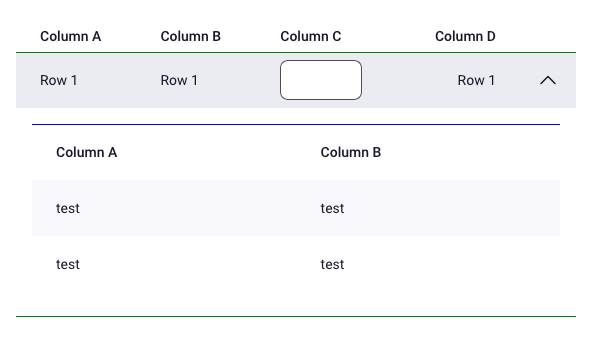 Column A Column B Column C Column D
Row 1 Row 1 Row 1
Column A Column B
test test
test test